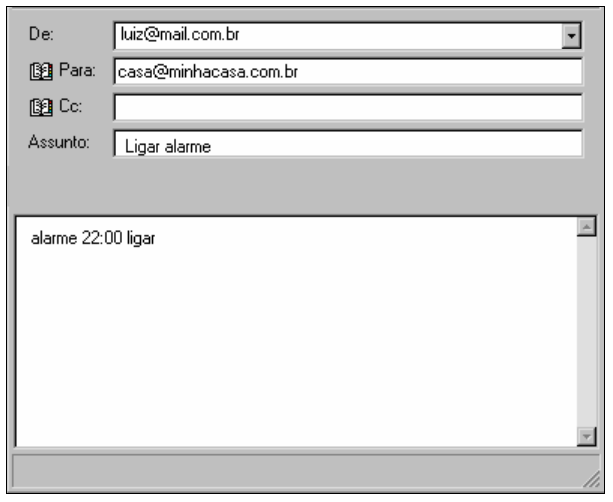 De: luiz@mail.com.br
Para: casa@minhacasa.com.br
Cc:
Assunto: Ligar alarme
alarme 22:00 ligar